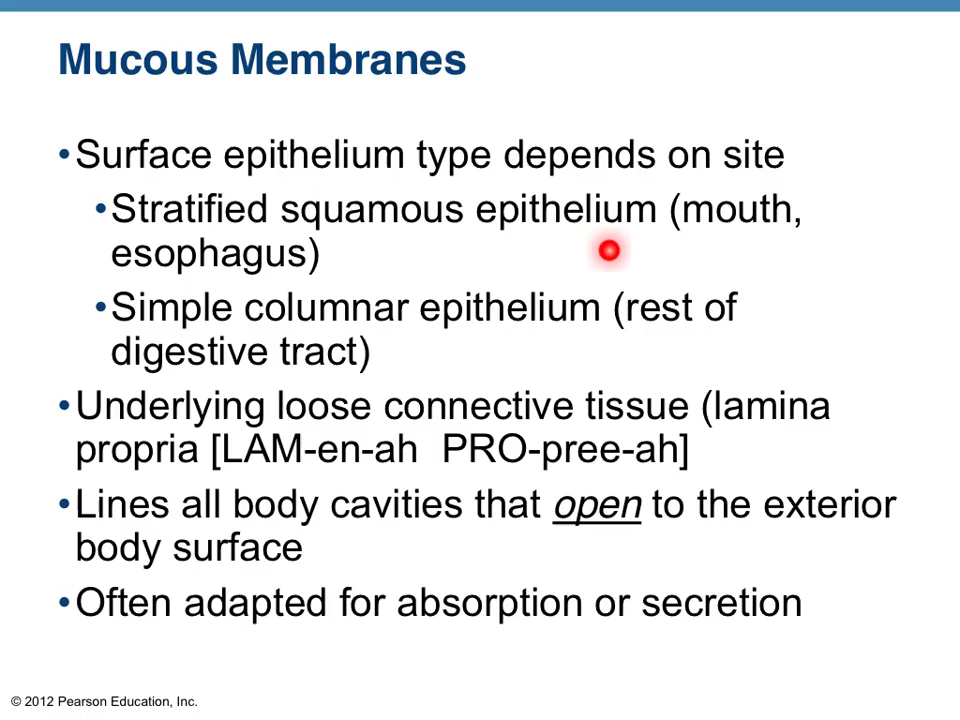 Mucous Membranes
•Surface epithelium type depends on site
•Stratified squamous epithelium (mouth,
esophagus)
•Simple columnar epithelium (rest of
digestive tract)
•Underlying loose connective tissue (lamina
propria [LAM-en-ah  PRO-pree-ah]
•Lines all body cavities that open to the exterior
body surface
•Often adapted for absorption or secretion
© 2012 Pearson Education, Inc.